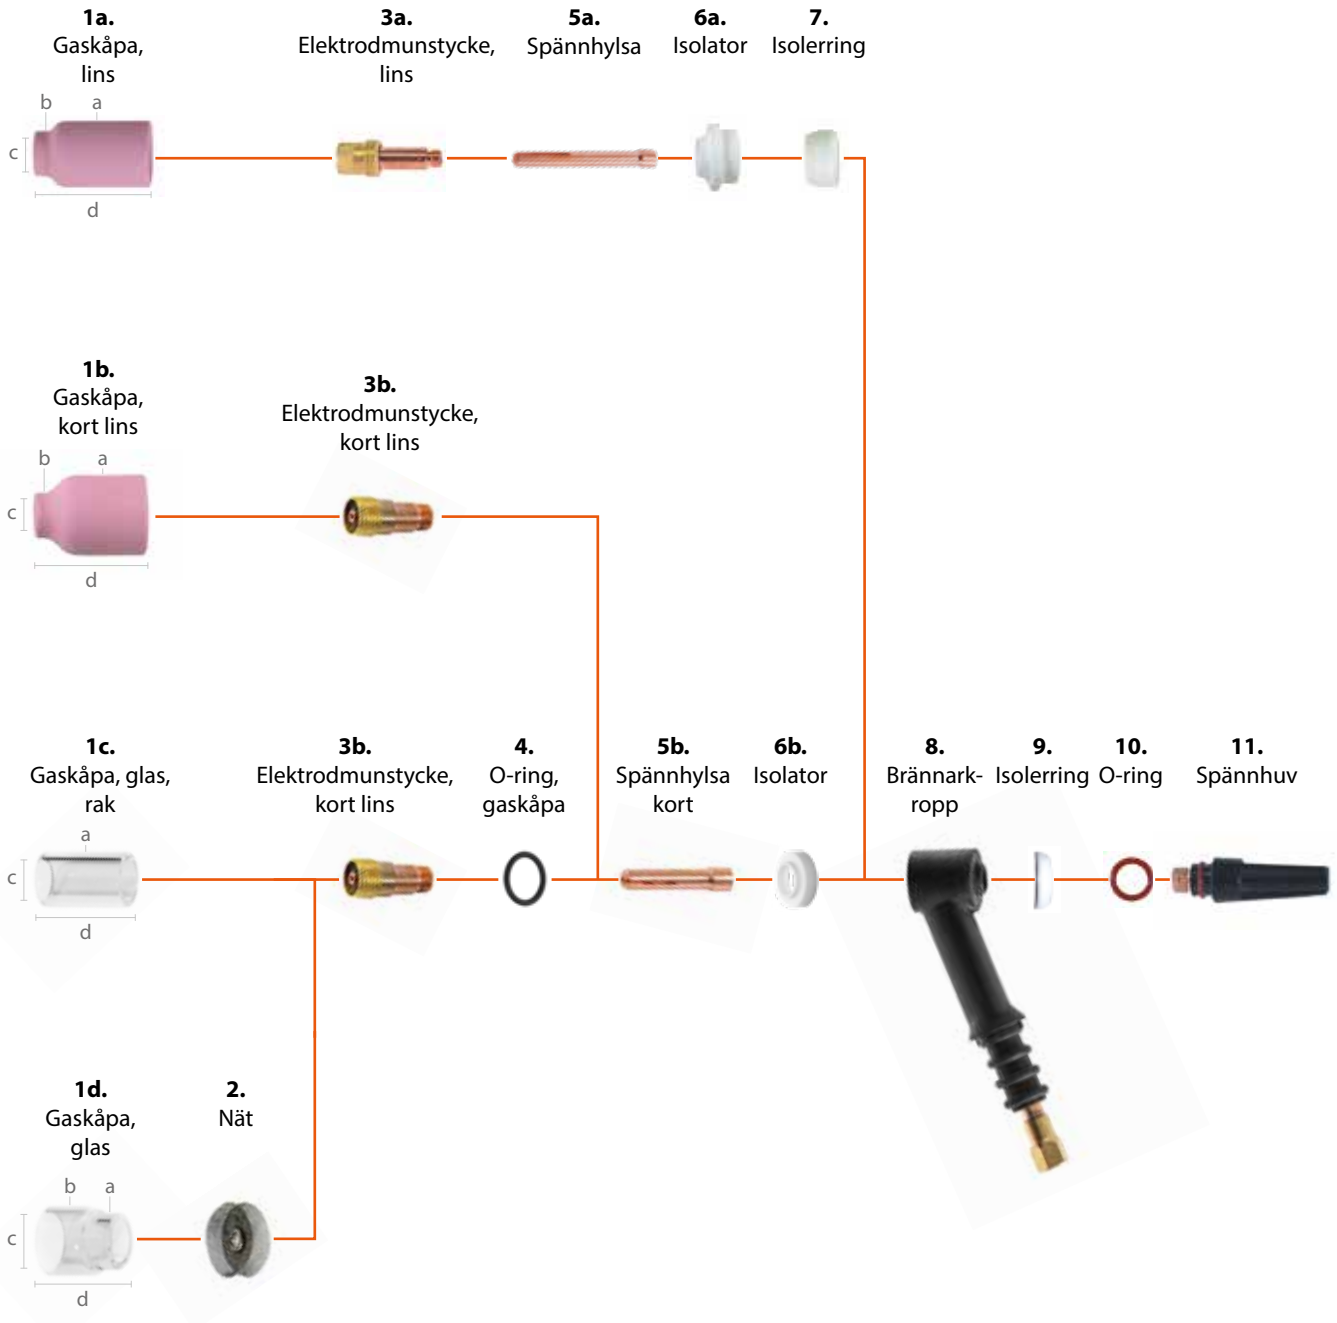 1a.
Gaskåpa,
lins
3a.
Elektrodmunstycke,
lins
5a.
Spännhylsa
6a.
Isolator
7.
Isolerring
b
a
c
d
1b.
Gaskåpa,
kort lins
3b.
Elektrodmunstycke,
kort lins
b
a
c
d
1c.
Gaskåpa, glas,
rak
3b.
Elektrodmunstycke,
kort lins
4.
O-ring,
gaskåpa
5b.
Spännhylsa
kort
6b.
Isolator
8.
Brännark-
ropp
9.
Isolerring
10.
O-ring
11.
Spännhuv
a
c
d
1d.
Gaskåpa,
glas
2.
Nät
b
a
c
d